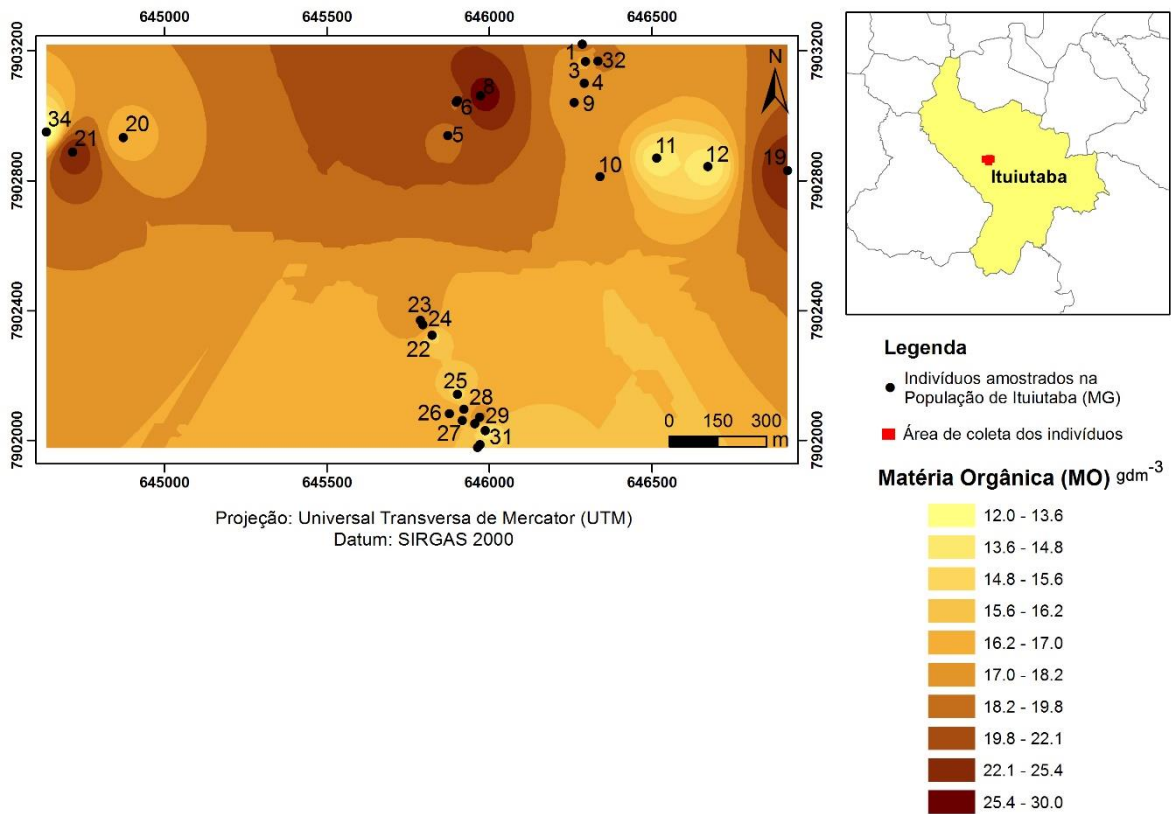 645000 645500 646000 646500
7903200
7902800
7902400
7902000
34
21
20
6
8
5
1
32
3
4
9
10
11
12
19
23
24
22
25
28
26
29
27
31
N
0 150 300
m
7903200
7902800
7902400
7902000
645000 645500 646000 646500
Projeção: Universal Transversa de Mercator (UTM)
Datum: SIRGAS 2000
Ituiutaba
Legenda
Indivíduos amostrados na
População de Ituiutaba (MG)
Área de coleta dos indivíduos
Matéria Orgânica (MO) gdm-3
12.0 - 13.6
13.6 - 14.8
14.8 - 15.6
15.6 - 16.2
16.2 - 17.0
17.0 - 18.2
18.2 - 19.8
19.8 - 22.1
22.1 - 25.4
25.4 - 30.0